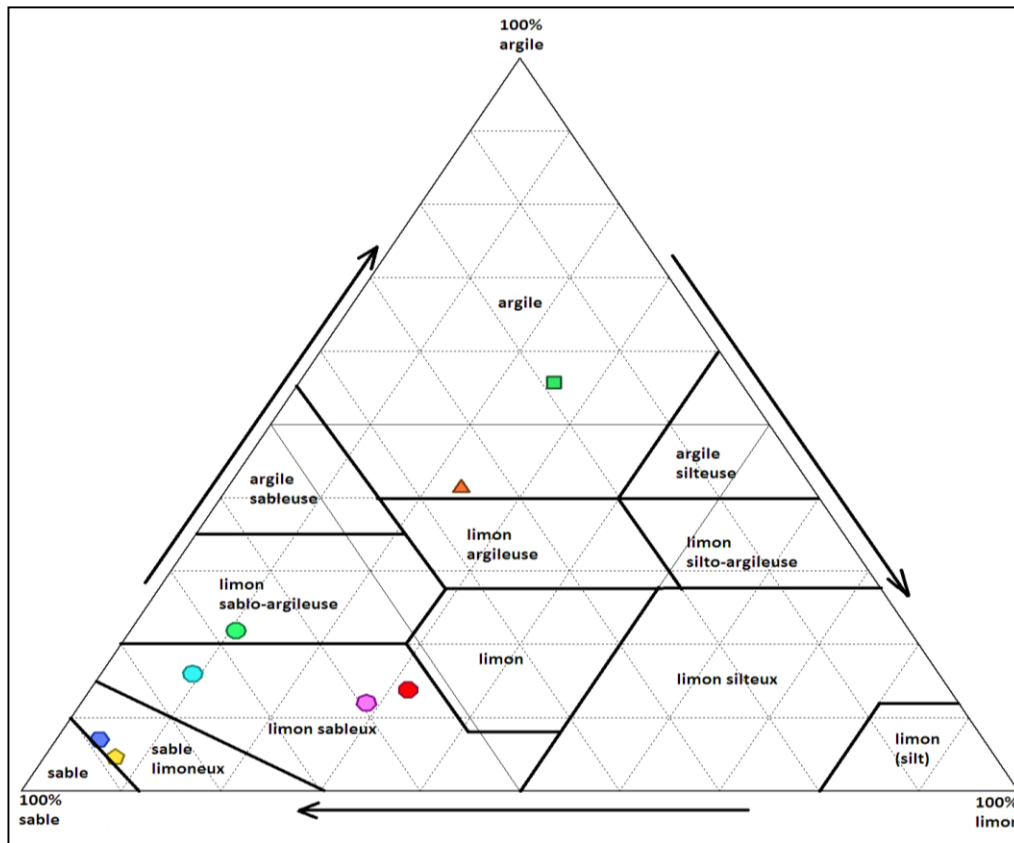 100%
argile
argile
argile
silteuse
argile
sableuse
limon
argileuse
limon
silto-argileuse
limon
sablo-argileuse
limon
limon silteux
limon sableux
sable
limoneux
limon
(silt)
sable
100%
sable
100%
limon